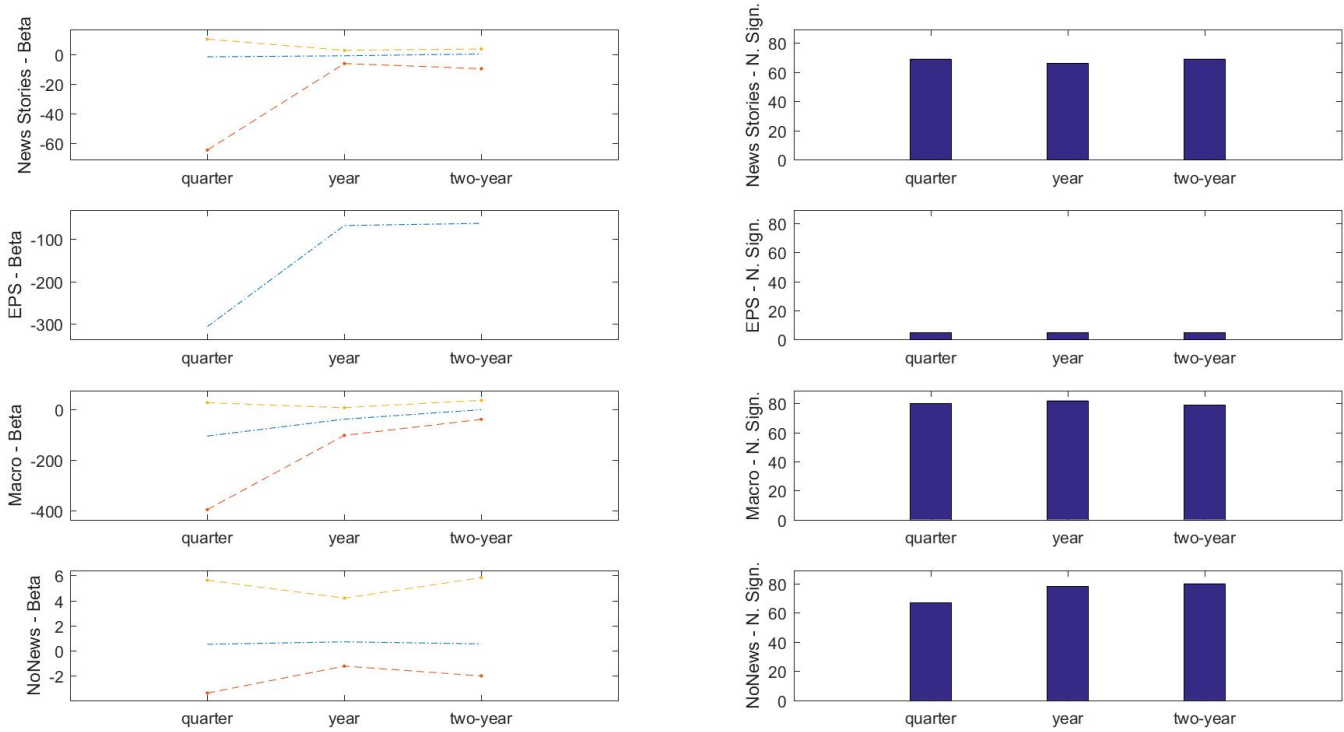 News Stories - Beta
0
-20
-40
-60
quarter year two-year
News Stories - N. Sign.
80
60
40
20
0
quarter year two-year
EPS - Beta
-100
-200
-300
quarter year two-year
EPS - N. Sign.
80
60
40
20
0
quarter year two-year
Macro - Beta
0
-200
-400
quarter year two-year
Macro - N. Sign.
80
60
40
20
0
quarter year two-year
NoNews - Beta
6
4
2
0
-2
quarter year two-year
NoNews - N. Sign.
80
60
40
20
0
quarter year two-year